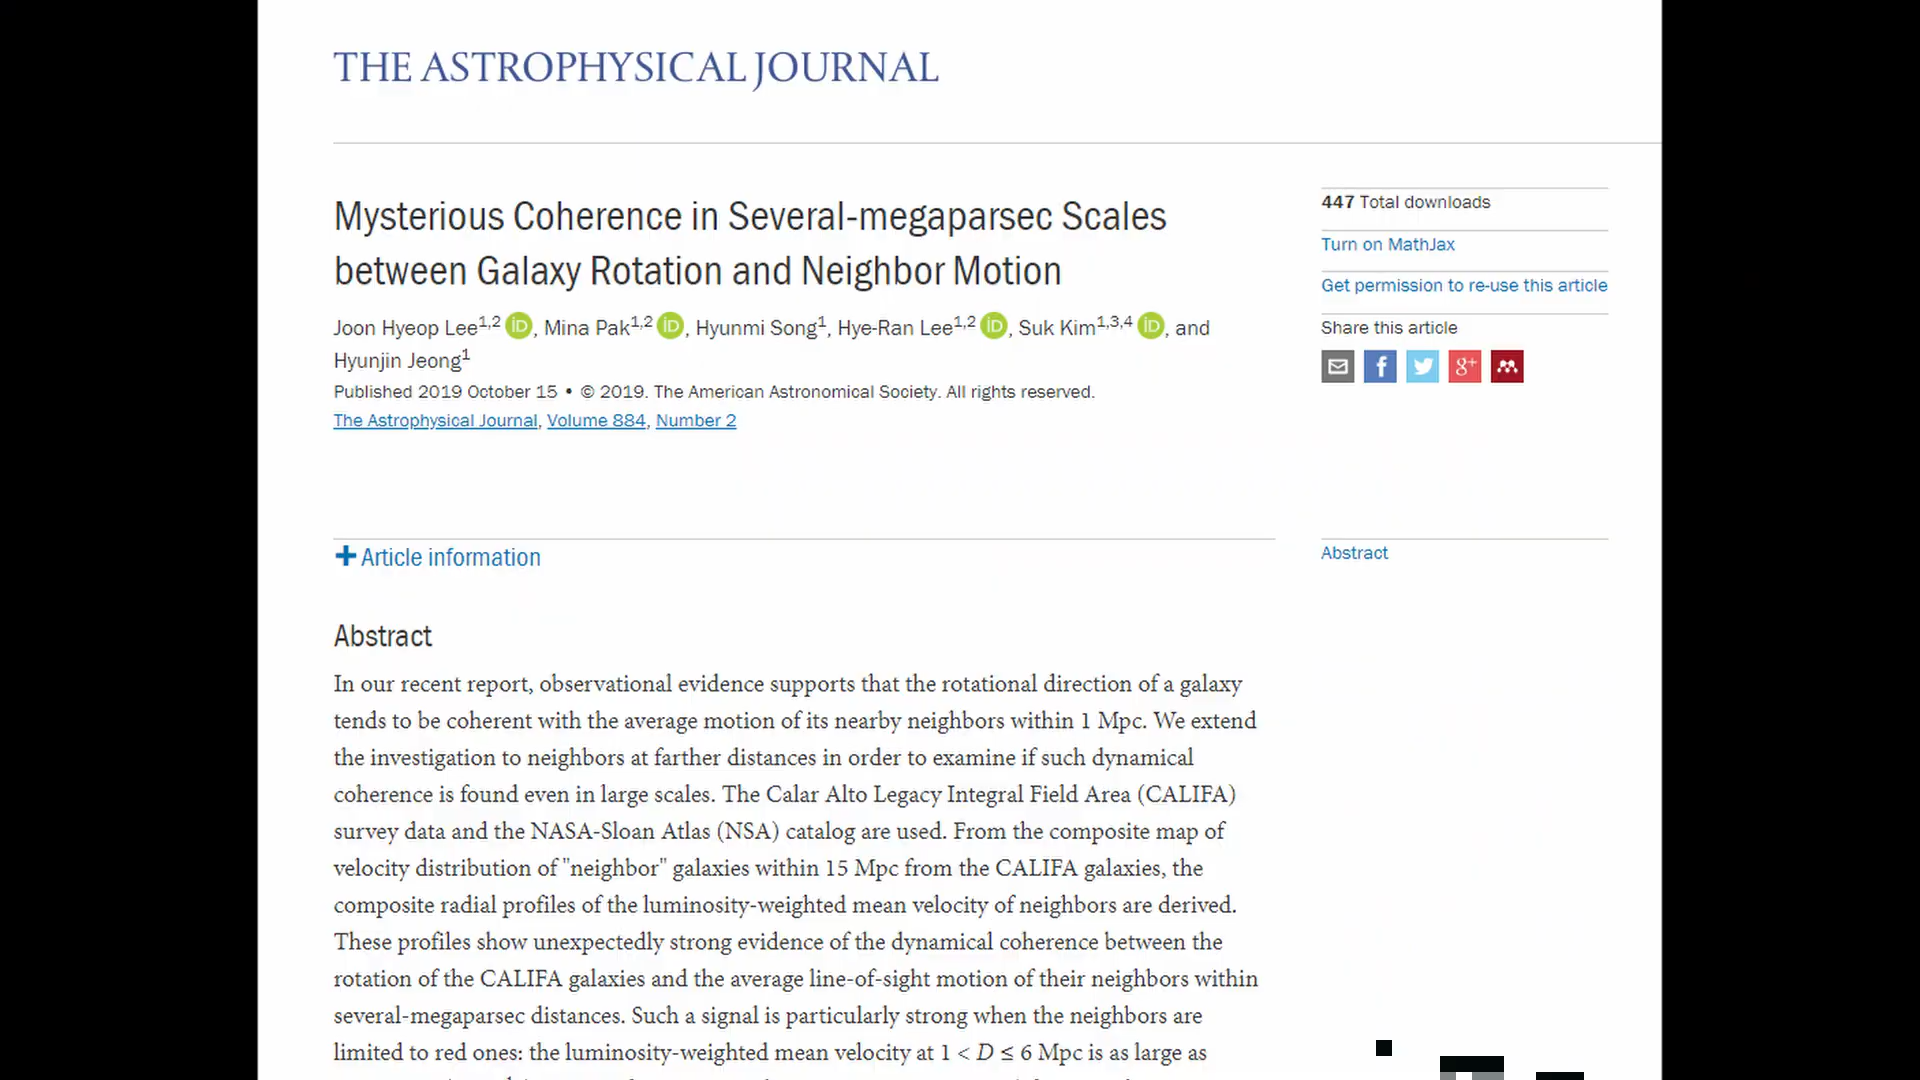 THE ASTROPHYSICAL JOURNAL
Mysterious Coherence in Several-megaparsec Scales
between Galaxy Rotation and Neighbor Motion
Joon Hyeop Lee1,2 iD, Mina Pak1,2 iD, Hyunmi Song1, Hye-Ran Lee1,2 iD, Suk Kim1,3,4 iD, and
Hyunjin Jeong1
Published 2019 October 15 • © 2019. The American Astronomical Society. All rights reserved.
The Astrophysical Journal, Volume 884, Number 2
447 Total downloads
Turn on MathJax
Get permission to re-use this article
Share this article
f g+
+ Article information
Abstract
Abstract
In our recent report, observational evidence supports that the rotational direction of a galaxy
tends to be coherent with the average motion of its nearby neighbors within 1 Mpc. We extend
the investigation to neighbors at farther distances in order to examine if such dynamical
coherence is found even in large scales. The Calar Alto Legacy Integral Field Area (CALIFA)
survey data and the NASA-Sloan Atlas (NSA) catalog are used. From the composite map of
velocity distribution of "neighbor" galaxies within 15 Mpc from the CALIFA galaxies, the
composite radial profiles of the luminosity-weighted mean velocity of neighbors are derived.
These profiles show unexpectedly strong evidence of the dynamical coherence between the
rotation of the CALIFA galaxies and the average line-of-sight motion of their neighbors within
several-megaparsec distances. Such a signal is particularly strong when the neighbors are
limited to red ones: the luminosity-weighted mean velocity at 1 < D ≤ 6 Mpc is as large as